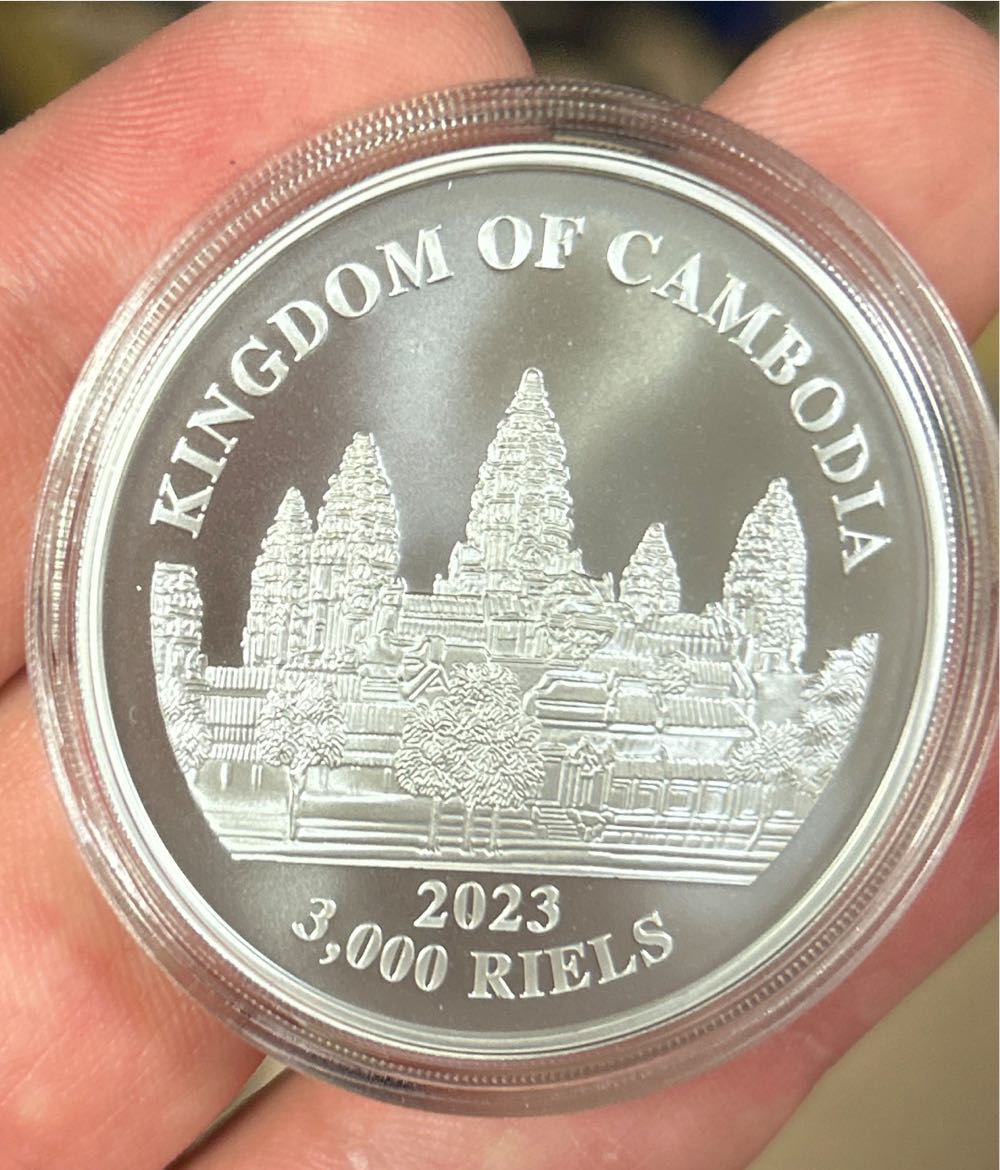 KINGDOM OF CAMBODIA
2023
3,000 RIELS